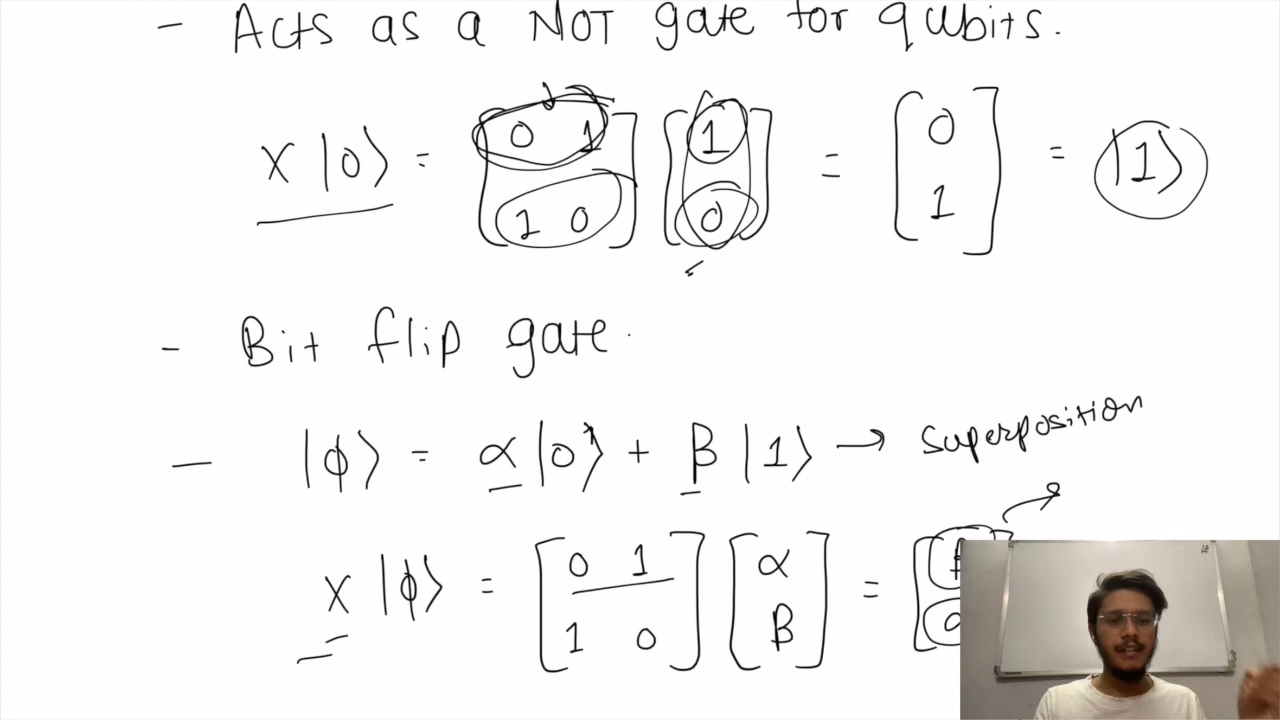 - Acts as a NOT gate for qubits.
X |0⟩ = [0 1 1 0] [1 0] = [0 1] = |1⟩
- Bit flip gate.
- |ϕ⟩ = α |0⟩ + β |1⟩ → Superposition
X |ϕ⟩ = [0 1 1 0] [α β] = [